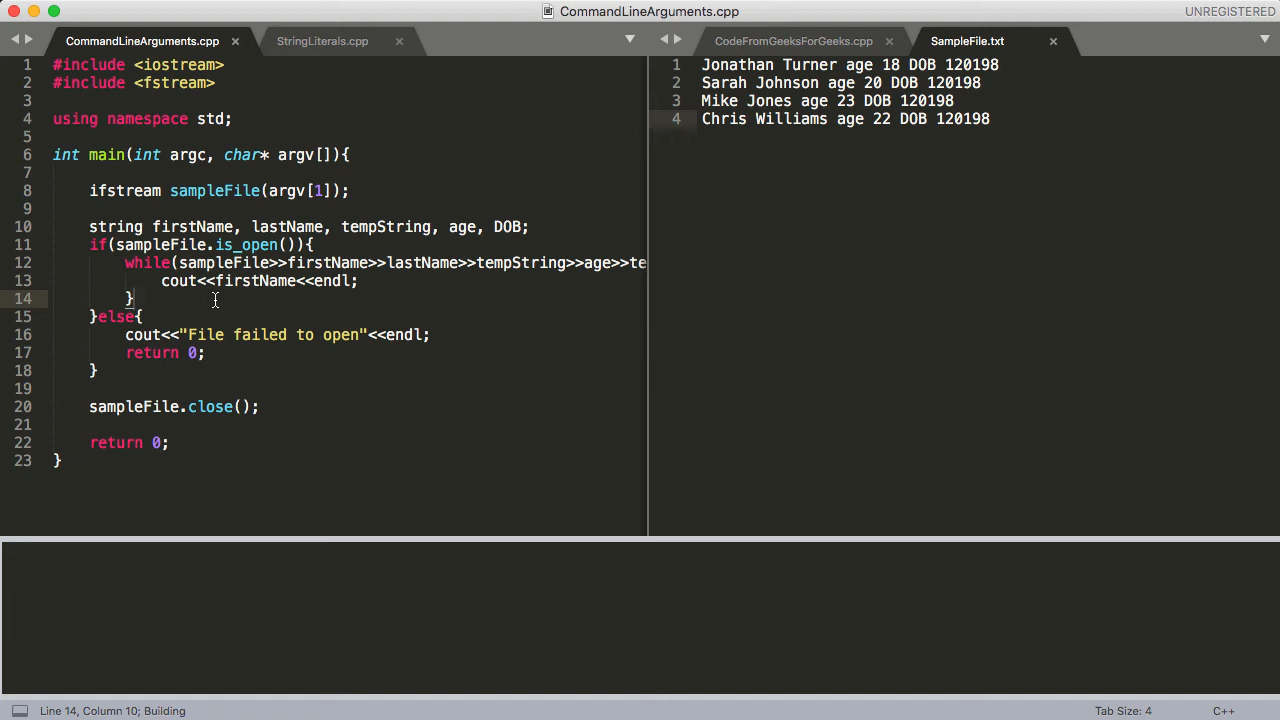 CommandLineArguments.cpp
UNREGISTERED
CommandLineArguments.cpp
StringLiterals.cpp
CodeFromGeeksForGeeks.cpp
SampleFile.txt
1 #include <iostream>
2 #include <fstream>
3
4 using namespace std;
5
6 int main(int argc, char* argv[]){
7
8 ifstream sampleFile(argv[1]);
9
10 string firstName, lastName, tempString, age, DOB;
11 if(sampleFile.is_open()){
12 while(sampleFile>>firstName>>lastName>>tempString>>age>>te
13 cout<<firstName<<endl;
14 }
15 }else{
16 cout<<"File failed to open"<<endl;
17 return 0;
18 }
19
20 sampleFile.close();
21
22 return 0;
23 }
1 Jonathan Turner age 18 DOB 120198
2 Sarah Johnson age 20 DOB 120198
3 Mike Jones age 23 DOB 120198
4 Chris Williams age 22 DOB 120198
Line 14, Column 10; Building
Tab Size: 4
C++